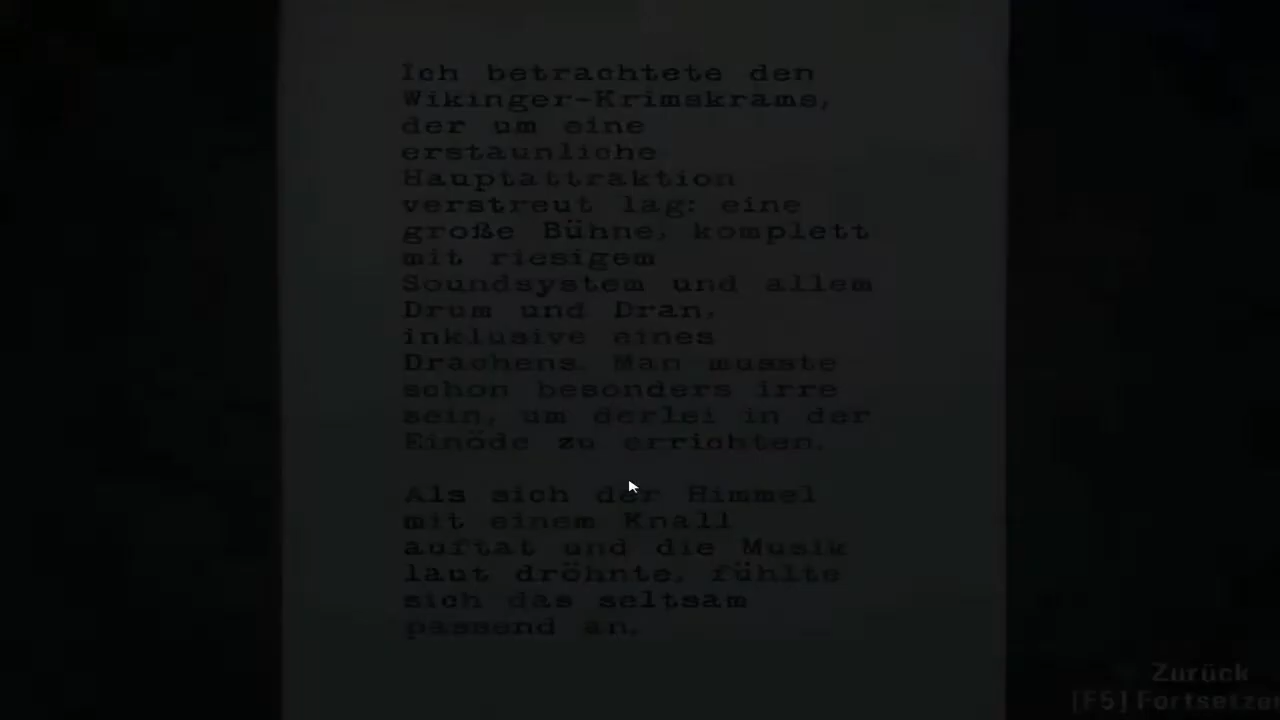 Ich betrachtete den
Wikinger-Krimskrams,
der um eine
erstaunliche
Hauptattraktion
verstreut lag: eine
große Bühne, komplett
mit riesigem
Soundsystem und allem
Drum und Dran,
inklusive eines
Drachens. Man musste
schon besonders irre
sein, um derlei in der
Einöde zu errichten.
Als sich der Himmel
mit einem Knall
auftat und die Musik
laut dröhnte, fühlte
sich das seltsam
passend an.
Zurück
[F5] Fortsetzen